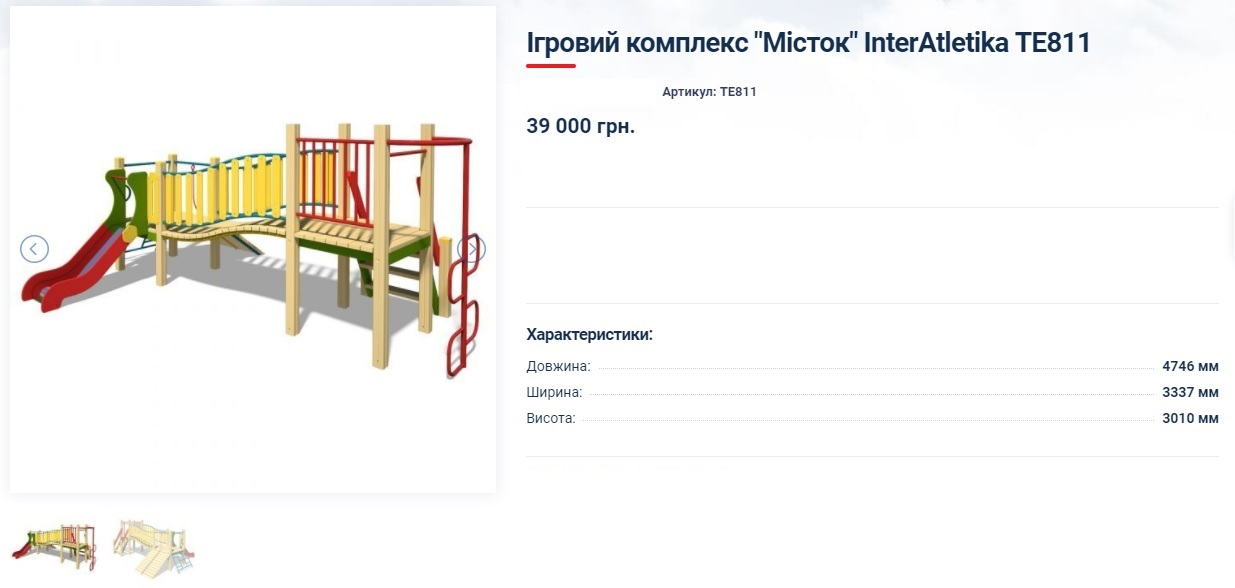 Ігровий комплекс "Місток" InterAtletika TE811
Артикул: TE811
39 000 грн.
Характеристики:
Довжина: 4746 мм
Ширина: 3337 мм
Висота: 3010 мм